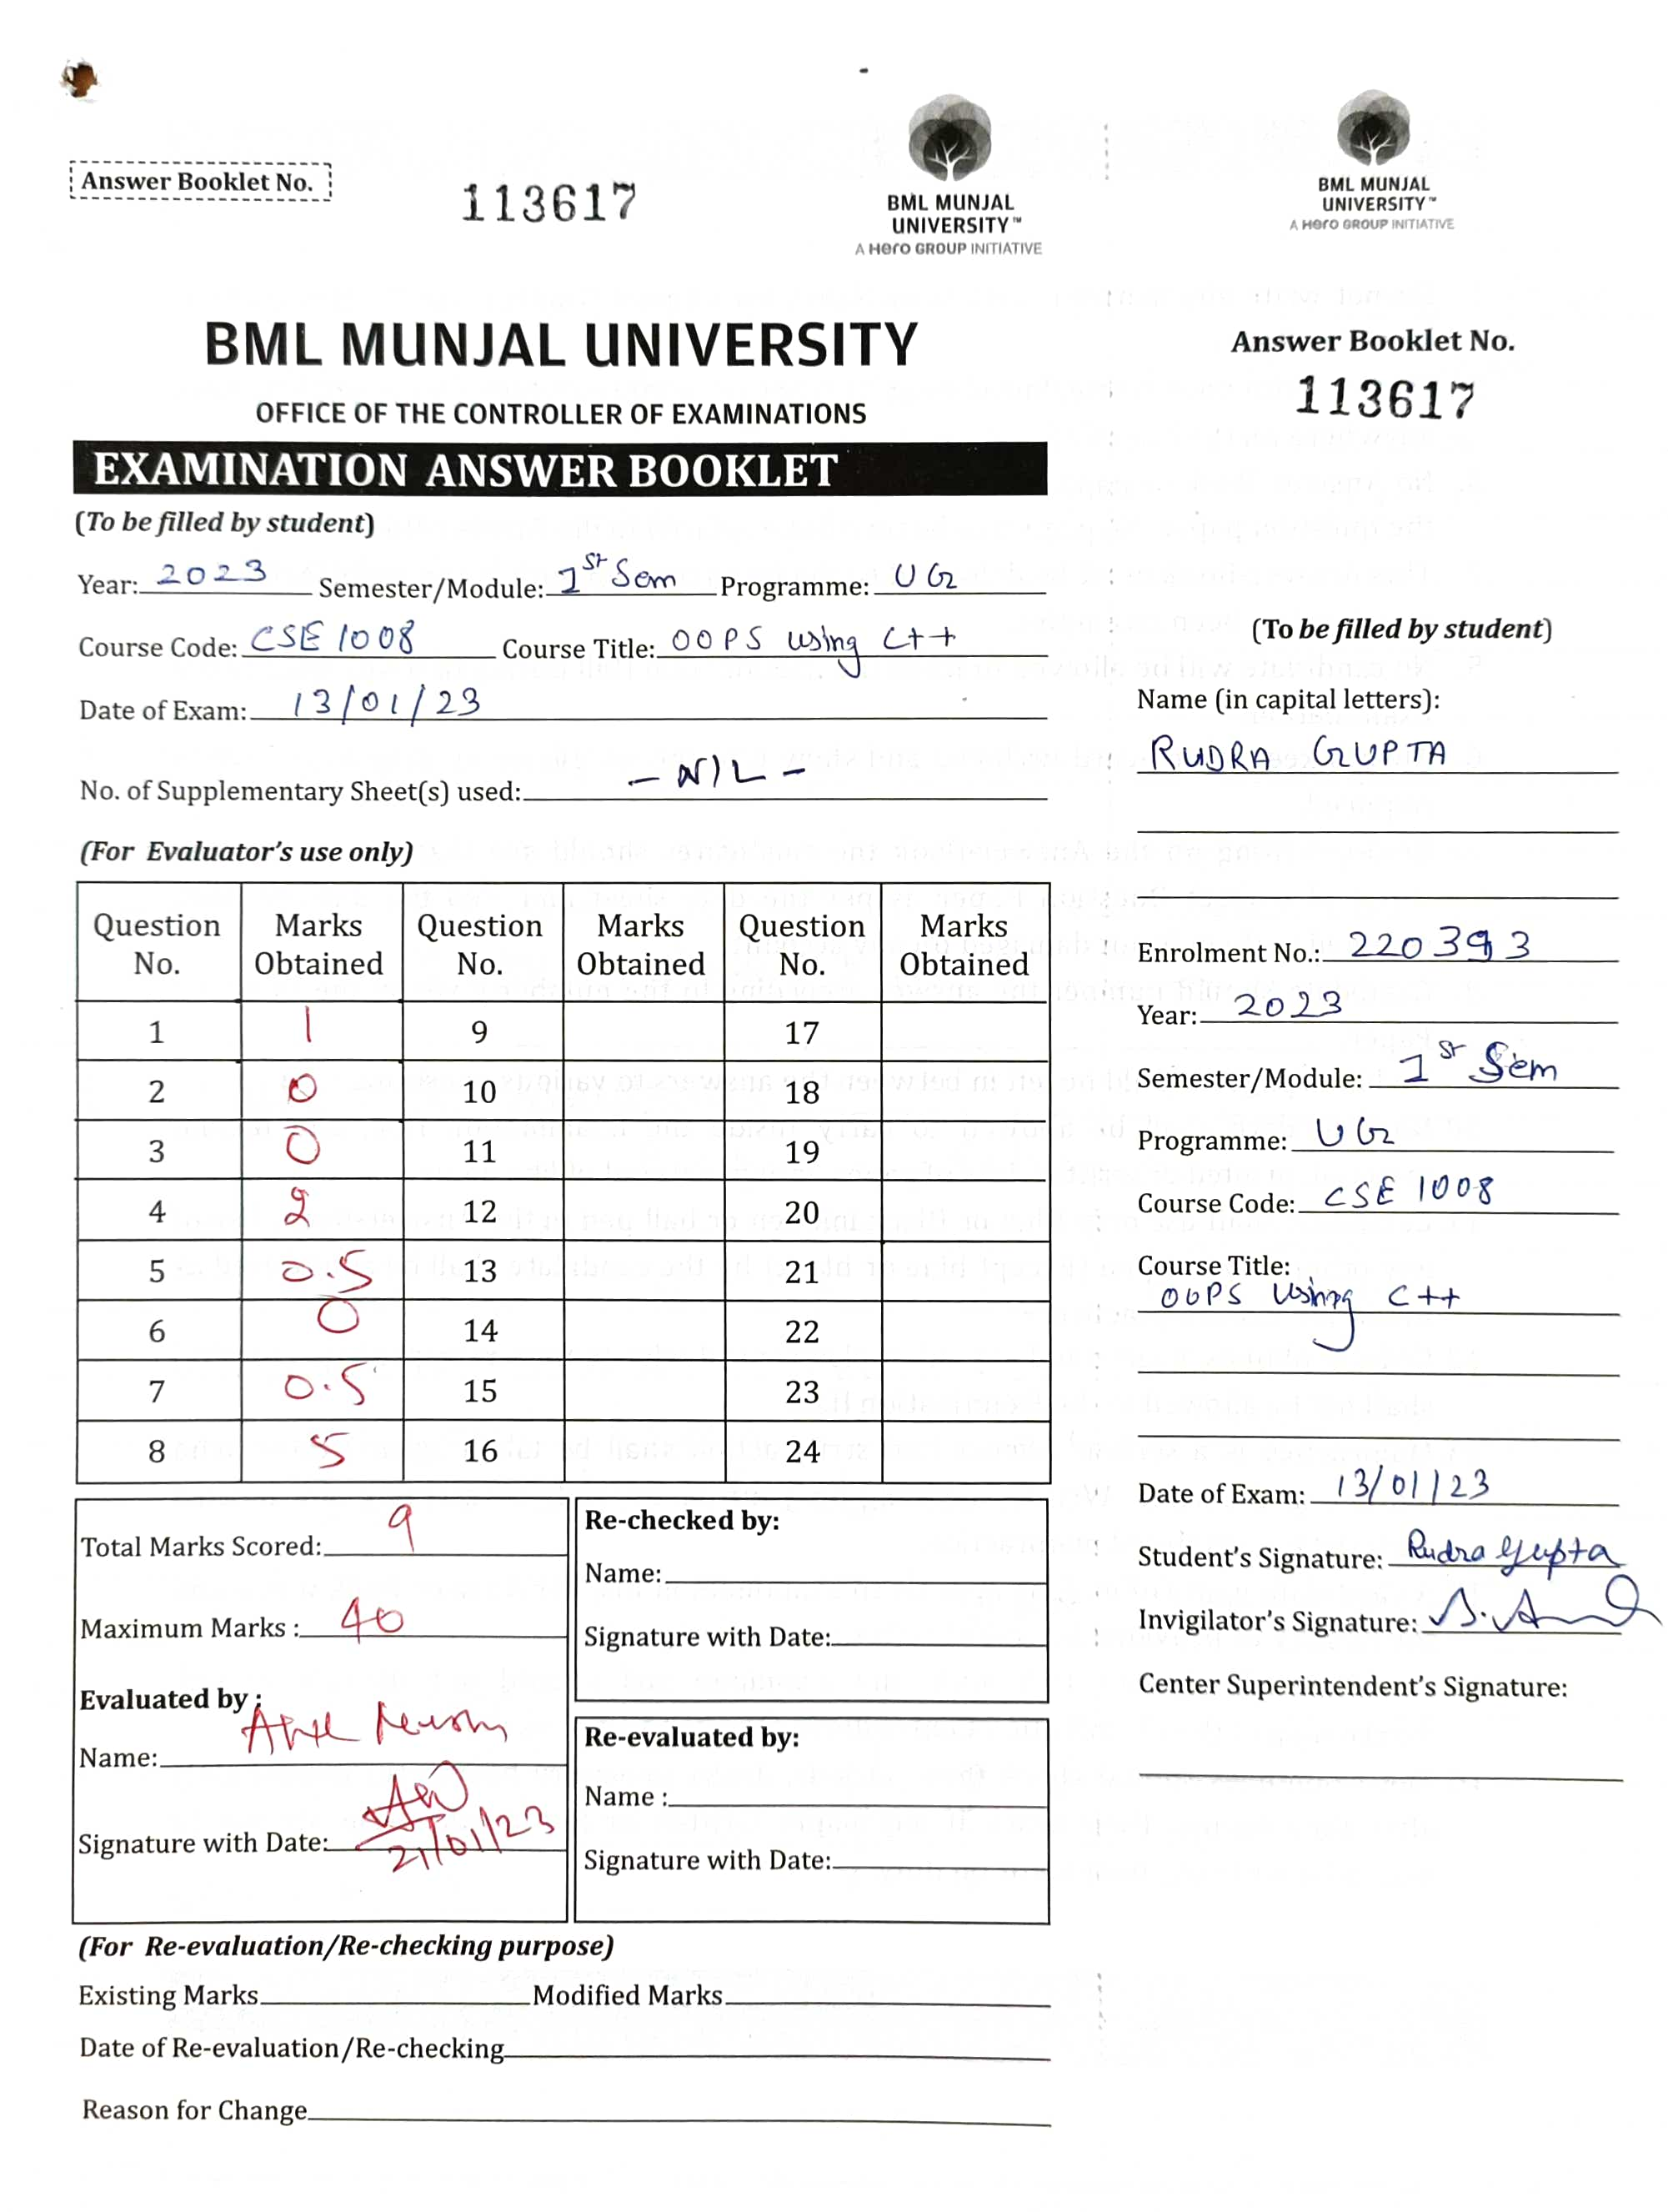 Answer Booklet No.
113617
BML MUNJAL
UNIVERSITY™
A Hero GROUP INITIATIVE
BML MUNJAL UNIVERSITY
OFFICE OF THE CONTROLLER OF EXAMINATIONS
EXAMINATION ANSWER BOOKLET
(To be filled by student)
Year: 2023 Semester/Module: 1st Sem Programme: UG
Course Code: CSE 1008 Course Title: OOPS using C++
Date of Exam: 13/01/23
No. of Supplementary Sheet(s) used: - NIL -
(For Evaluator's use only)
Question No. Marks Obtained Question No. Marks Obtained Question No. Marks Obtained
1 1 9 17
2 0 10 18
3 0 11 19
4 2 12 20
5 0.5 13 21
6 0 14 22
7 0.5 15 23
8 5 16 24
Total Marks Scored: 9
Maximum Marks : 40
Evaluated by :
Name:
Signature with Date: 21/01/23
Re-checked by:
Name:
Signature with Date:
Re-evaluated by:
Name :
Signature with Date:
(For Re-evaluation/Re-checking purpose)
Existing Marks Modified Marks
Date of Re-evaluation/Re-checking
Reason for Change
BML MUNJAL
UNIVERSITY™
A Hero GROUP INITIATIVE
Answer Booklet No.
113617
(To be filled by student)
Name (in capital letters):
RUDRA GUPTA
Enrolment No.: 220393
Year: 2023
Semester/Module: 1st Sem
Programme: UG
Course Code: CSE 1008
Course Title:
OOPS Using C++
Date of Exam: 13/01/23
Student's Signature: Rudra Gupta
Invigilator's Signature:
Center Superintendent's Signature: